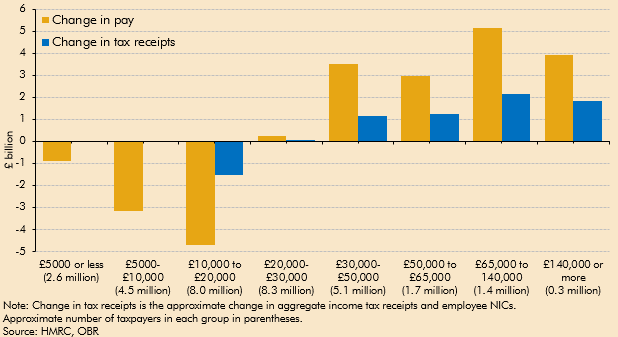 6
Change in pay
5
Change in tax receipts
4
3
2
1
0
-1
-2
-3
-4
-5
£ billion
£5000 or less
(2.6 million)
£5000-
£10,000
(4.5 million)
£10,000 to
£20,000
(8.0 million)
£20,000-
£30,000
(8.3 million)
£30,000-
£50,000
(5.1 million)
£50,000 to
£65,000
(1.7 million)
£65,000 to
140,000
(1.4 million)
£140,000 or
more
(0.3 million)
Note: Change in tax receipts is the approximate change in aggregate income tax receipts and employee NICs.
Approximate number of taxpayers in each group in parentheses.
Source: HMRC, OBR